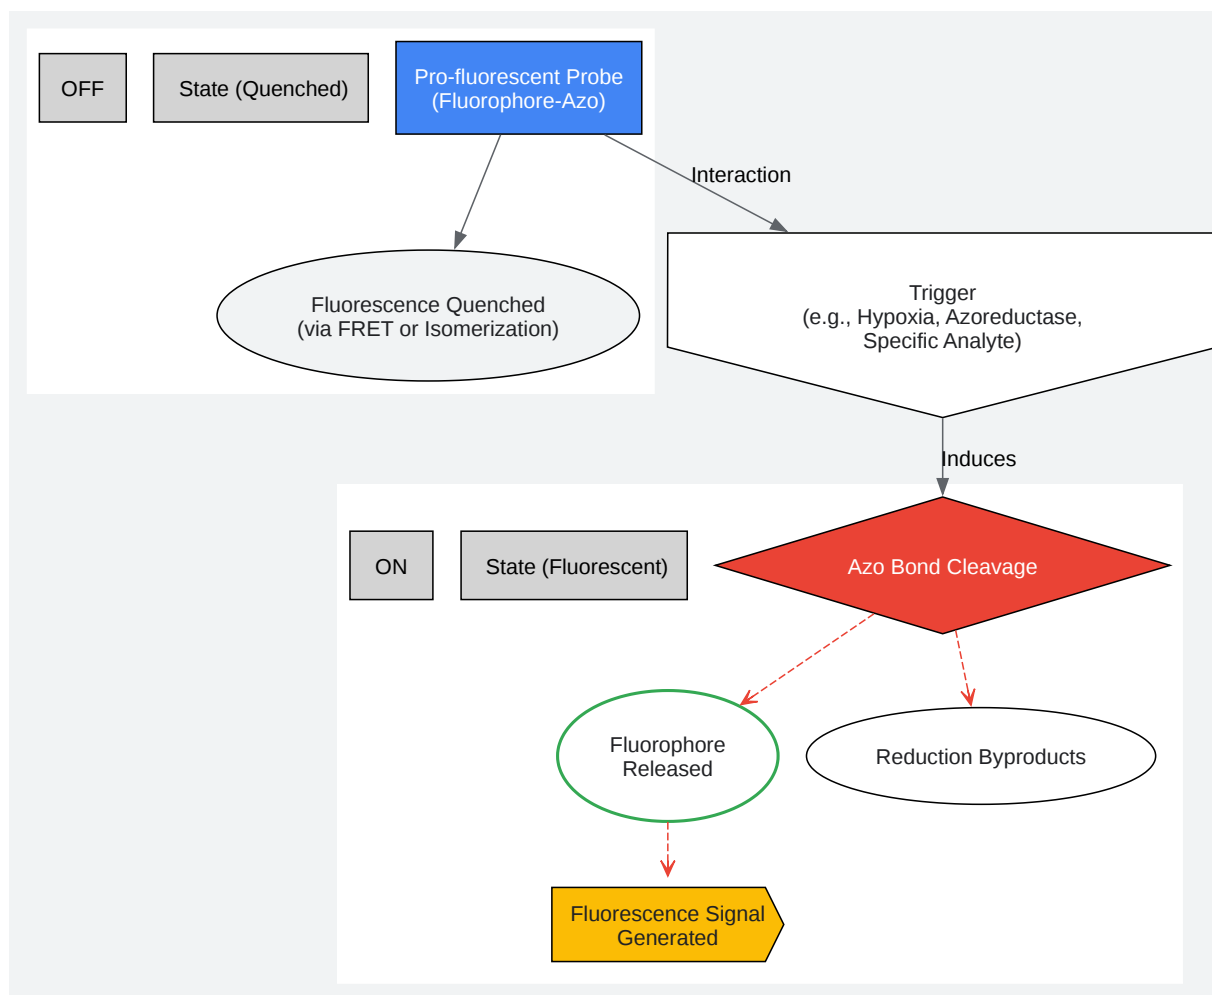 OFF
State (Quenched)
Pro-fluorescent Probe
(Fluorophore-Azo)
Interaction
Fluorescence Quenched
(via FRET or Isomerization)
Trigger
(e.g., Hypoxia, Azoreductase,
Specific Analyte)
Induces
ON
State (Fluorescent)
Azo Bond Cleavage
Fluorophore
Released
Reduction Byproducts
Fluorescence Signal
Generated